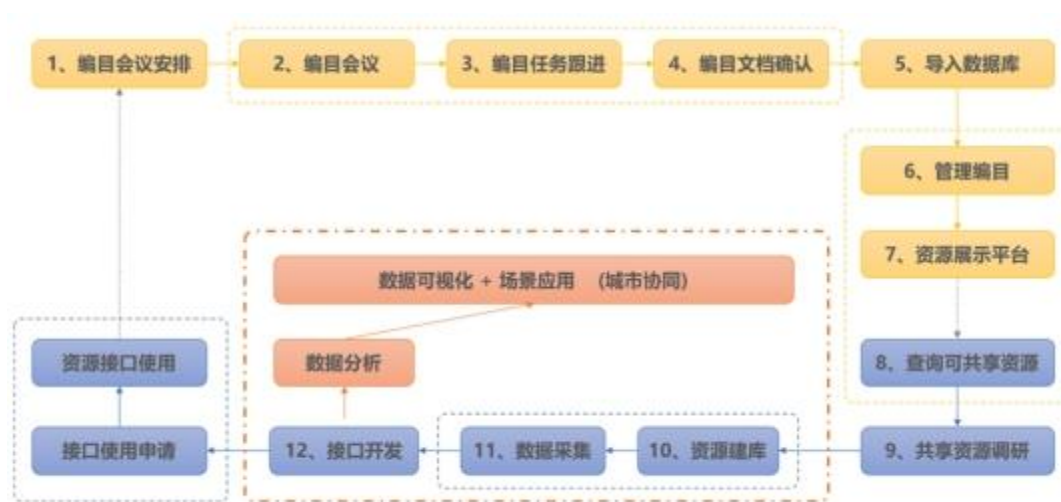 1、编目会议安排
2、编目会议
3、编目任务跟进
4、编目文档确认
5、导入数据库
6、管理编目
7、资源展示平台
数据可视化 + 场景应用 （城市协同）
资源接口使用
数据分析
8、查询可共享资源
接口使用申请
12、接口开发
11、数据采集
10、资源建库
9、共享资源调研